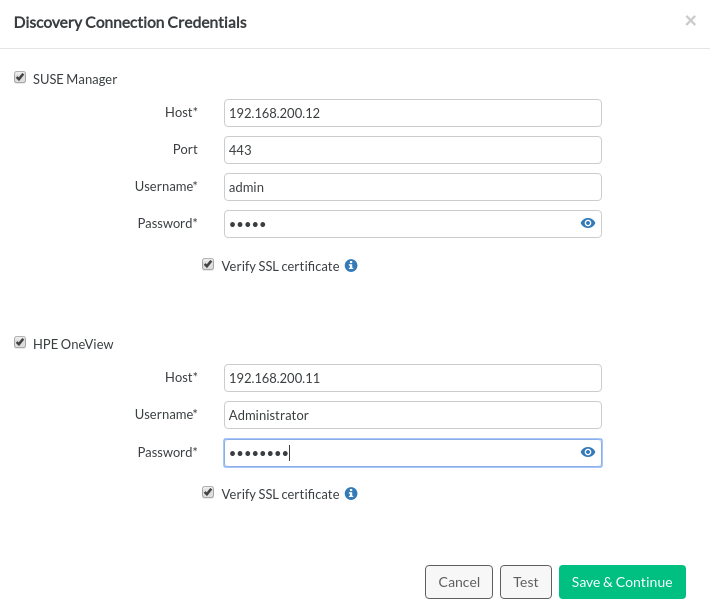 Discovery Connection Credentials ×
SUSE Manager
Host* 192.168.200.12
Port 443
Username* admin
Password* •••••
Verify SSL certificate
HPE OneView
Host* 192.168.200.11
Username* Administrator
Password* ••••••••
Verify SSL certificate
Cancel Test Save & Continue